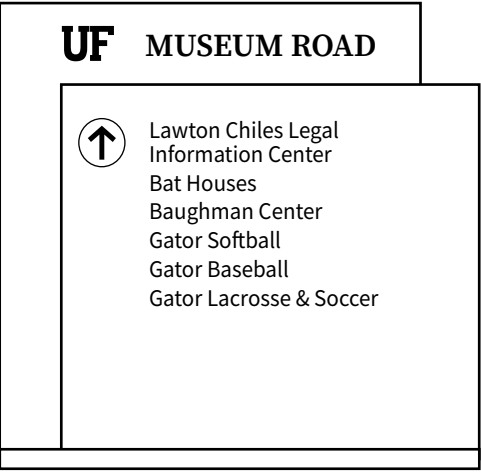 UF MUSEUM ROAD
Lawton Chiles Legal
Information Center
Bat Houses
Baughman Center
Gator Softball
Gator Baseball
Gator Lacrosse & Soccer